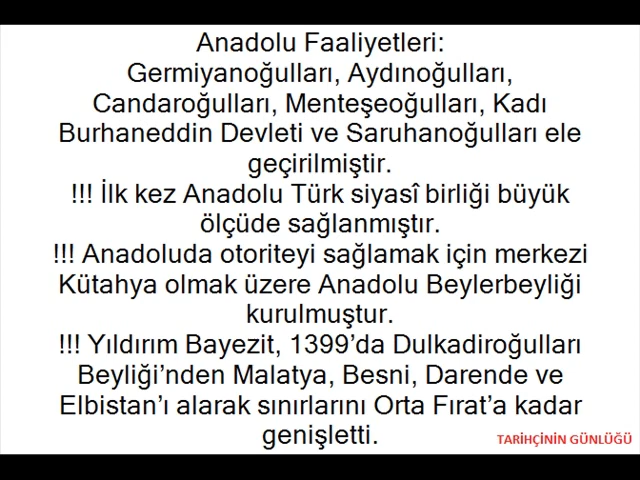 Anadolu Faaliyetleri:
Germiyanoğulları, Aydınoğulları,
Candaroğulları, Menteşeoğulları, Kadı
Burhaneddin Devleti ve Saruhanoğulları ele
geçirilmiştir.
!!! İlk kez Anadolu Türk siyasî birliği büyük
ölçüde sağlanmıştır.
!!! Anadoluda otoriteyi sağlamak için merkezi
Kütahya olmak üzere Anadolu Beylerbeyliği
kurulmuştur.
!!! Yıldırım Bayezit, 1399’da Dulkadiroğulları
Beyliği’nden Malatya, Besni, Darende ve
Elbistan’ı alarak sınırlarını Orta Fırat’a kadar
genişletti.
TARİHÇİNİN GÜNLÜĞÜ